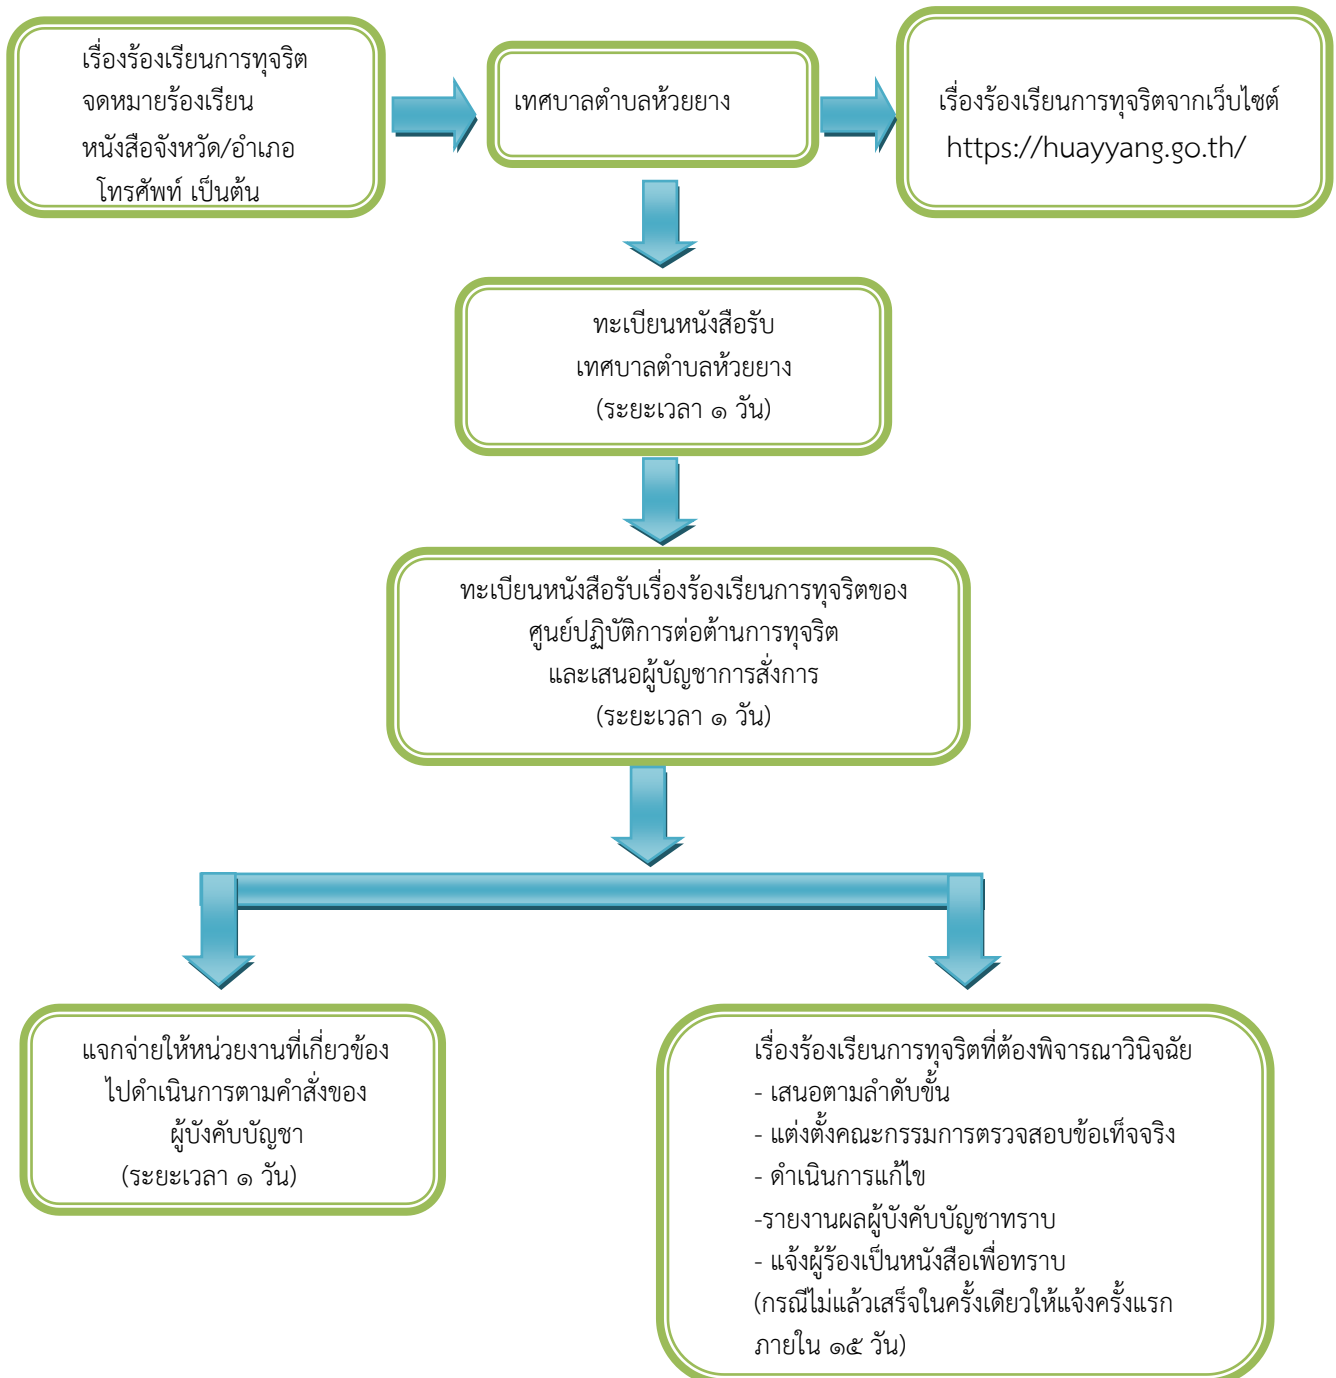 เรื่องร้องเรียนการทุจริต
จดหมายร้องเรียน
หนังสือจังหวัด/อำเภอ
โทรศัพท์ เป็นต้น
เทศบาลตำบลห้วยยาง
เรื่องร้องเรียนการทุจริตจากเว็บไซต์
https://huayyang.go.th/
ทะเบียนหนังสือรับ
เทศบาลตำบลห้วยยาง
(ระยะเวลา ๑ วัน)
ทะเบียนหนังสือรับเรื่องร้องเรียนการทุจริตของ
ศูนย์ปฏิบัติการต่อต้านการทุจริต
และเสนอผู้บัญชาการสั่งการ
(ระยะเวลา ๑ วัน)
แจกจ่ายให้หน่วยงานที่เกี่ยวข้อง
ไปดำเนินการตามคำสั่งของ
ผู้บังคับบัญชา
(ระยะเวลา ๑ วัน)
เรื่องร้องเรียนการทุจริตที่ต้องพิจารณาวินิจฉัย
- เสนอตามลำดับขั้น
- แต่งตั้งคณะกรรมการตรวจสอบข้อเท็จจริง
- ดำเนินการแก้ไข
-รายงานผลผู้บังคับบัญชาทราบ
- แจ้งผู้ร้องเป็นหนังสือเพื่อทราบ
(กรณีไม่แล้วเสร็จในครั้งเดียวให้แจ้งครั้งแรก
ภายใน ๑๕ วัน)